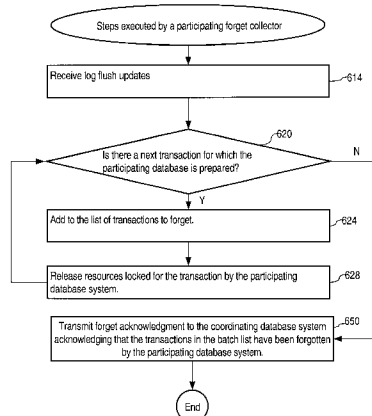 Steps executed by a participating forget collector
Receive log flush updates
614
620
Is there a next transaction for which the
participating database is prepared?
N
Y
Add to the list of transactions to forget.
624
Release resources locked for the transaction by the participating
database system.
628
650
Transmit forget acknowledgment to the coordinating database system
acknowledging that the transactions in the batch list have been forgotten
by the participating database system.
End